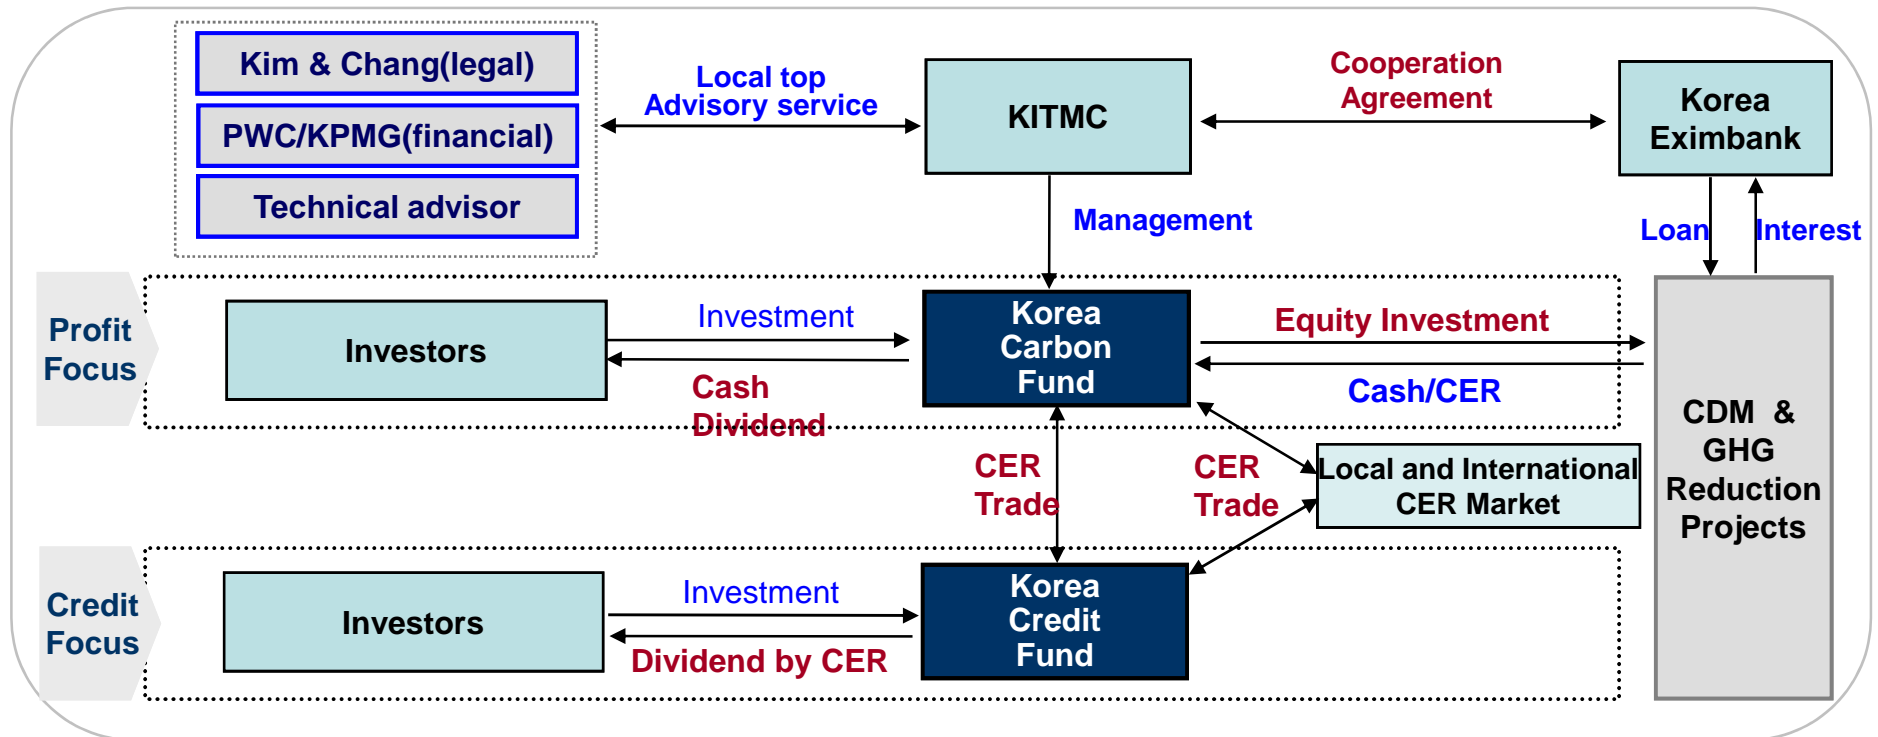 Kim & Chang(legal)
PWC/KPMG(financial)
Technical advisor
Local top
Advisory service
KITMC
Cooperation
Agreement
Korea
Eximbank
Management
Loan
Interest
Profit
Focus
Investors
Investment
Cash
Dividend
Korea
Carbon
Fund
Equity Investment
Cash/CER
CDM &
GHG
Reduction
Projects
CER
Trade
CER
Trade
Local and International
CER Market
Credit
Focus
Investors
Investment
Dividend by CER
Korea
Credit
Fund